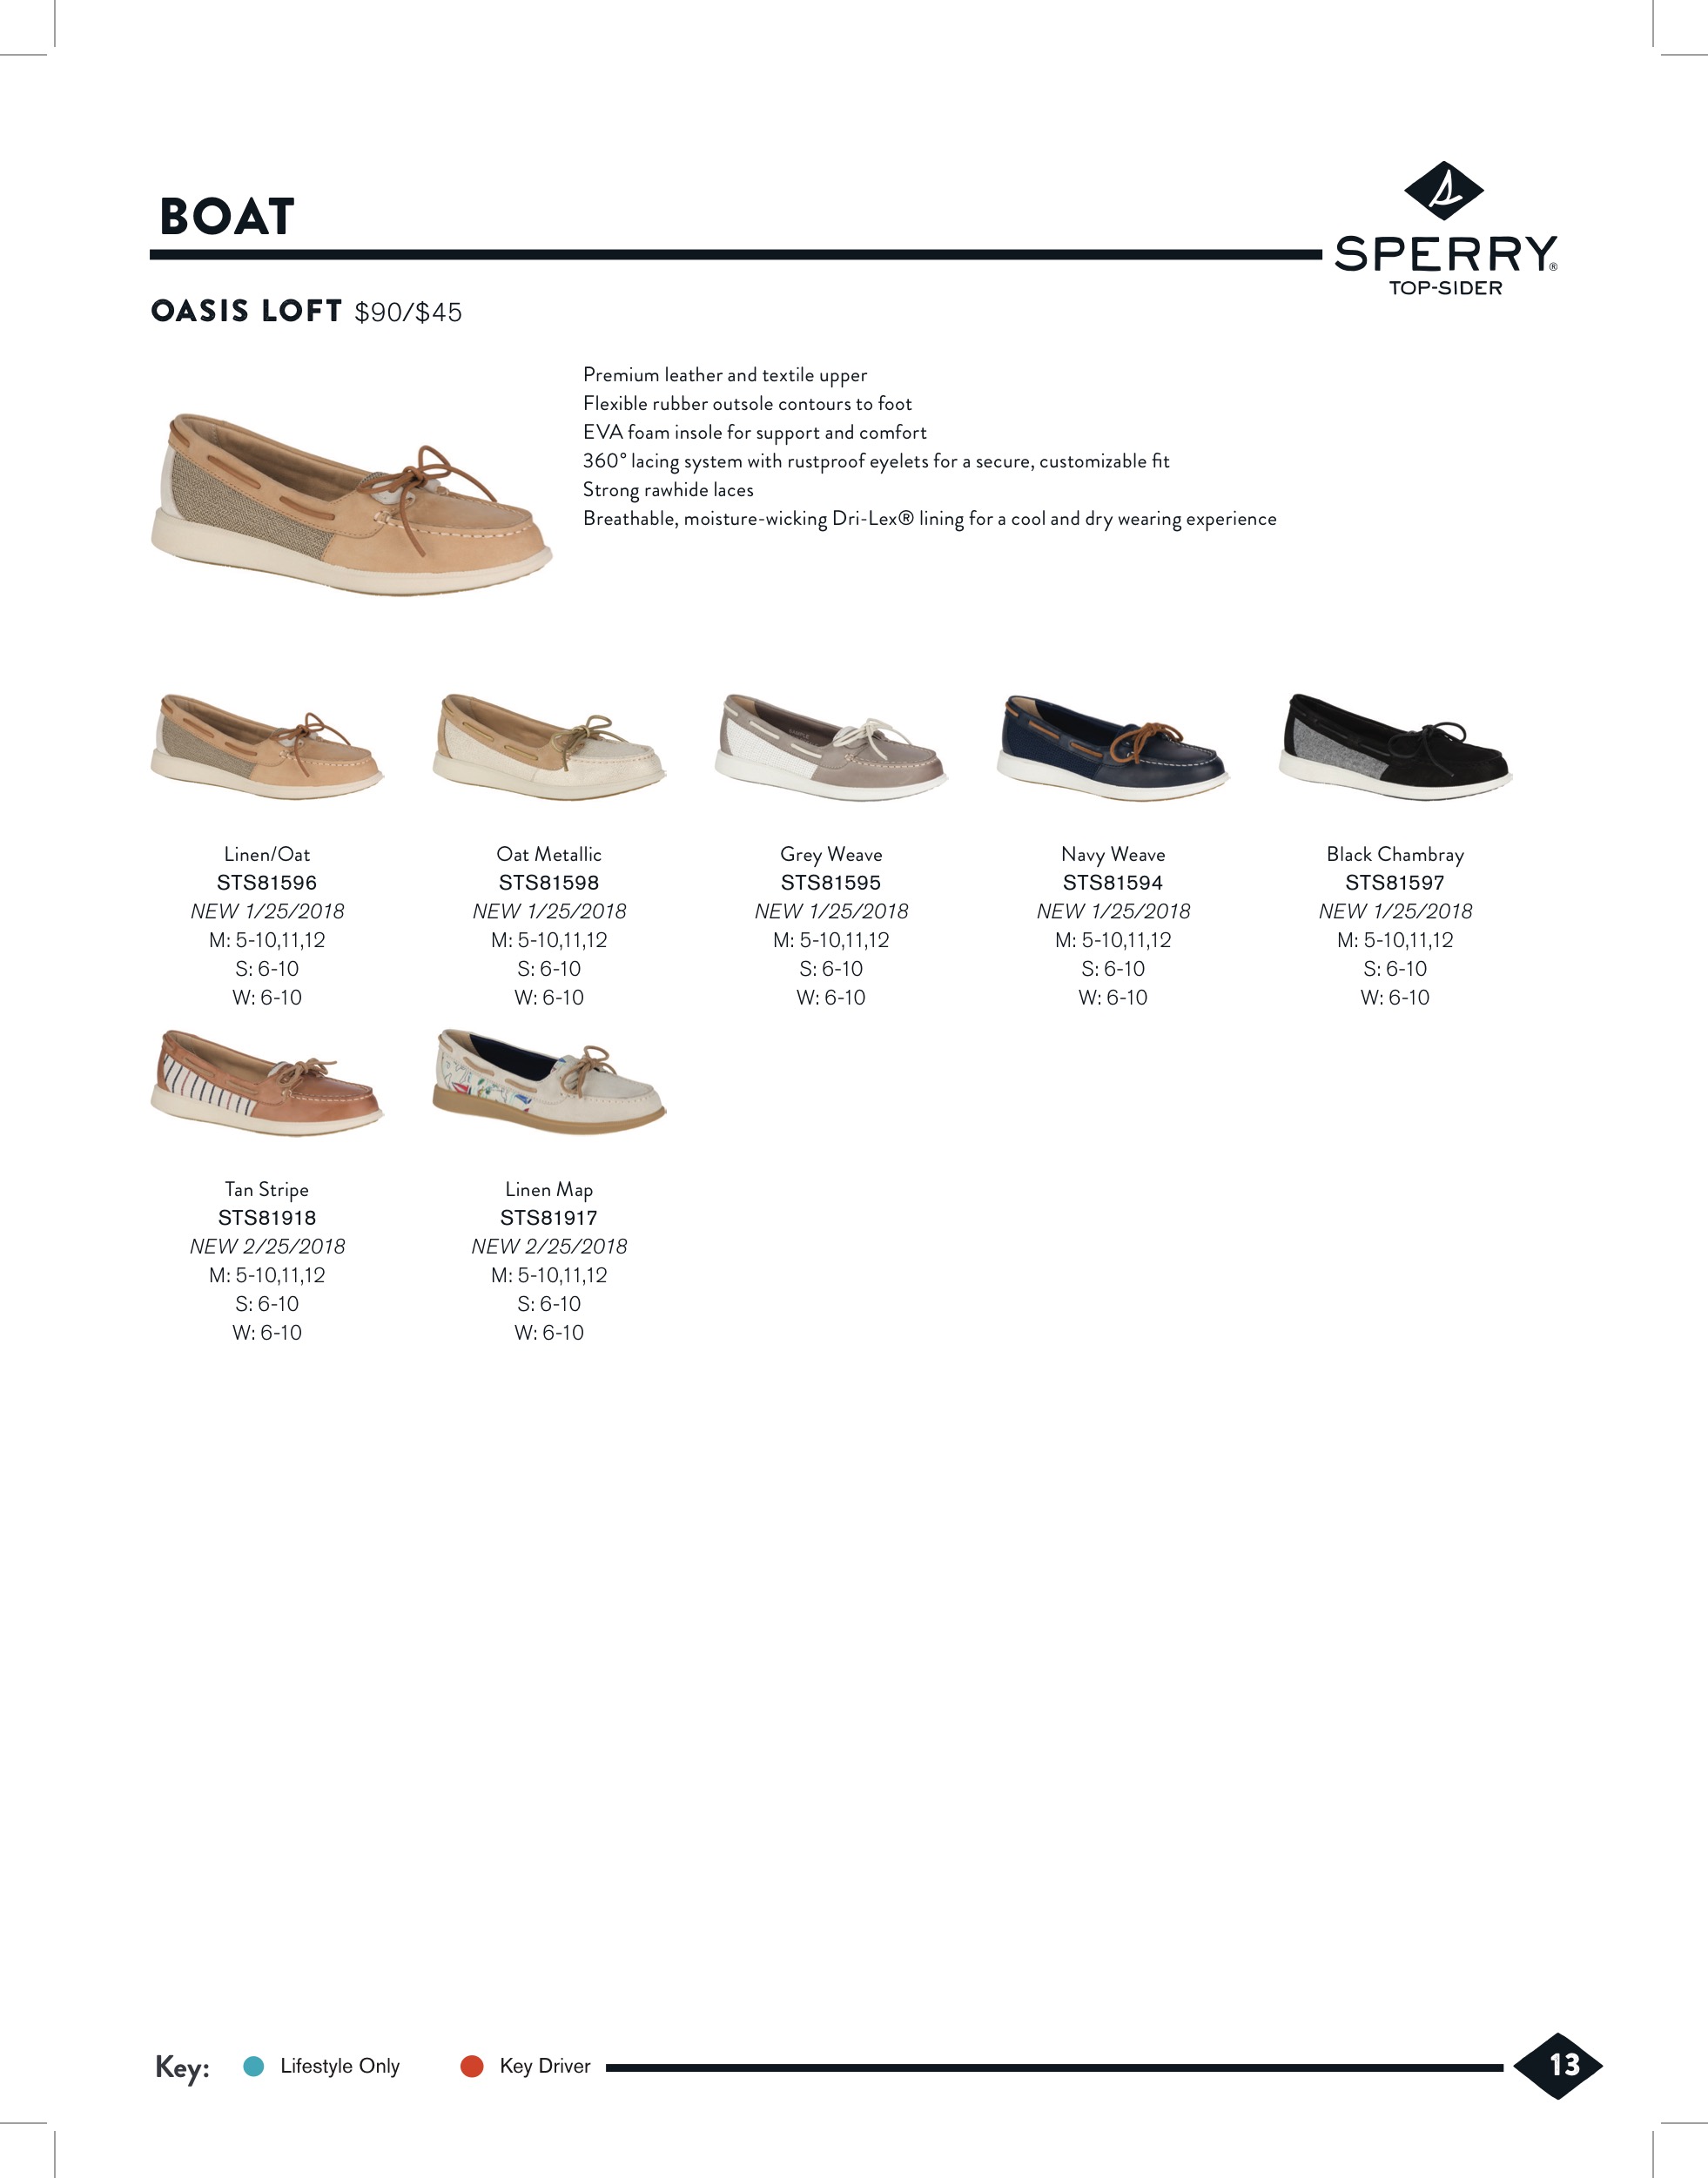 BOAT
SPERRY®
TOP-SIDER
OASIS LOFT $90/$45
Premium leather and textile upper
Flexible rubber outsole contours to foot
EVA foam insole for support and comfort
360° lacing system with rustproof eyelets for a secure, customizable fit
Strong rawhide laces
Breathable, moisture-wicking Dri-Lex® lining for a cool and dry wearing experience
Linen/Oat
STS81596
NEW 1/25/2018
M: 5-10,11,12
S: 6-10
W: 6-10
Oat Metallic
STS81598
NEW 1/25/2018
M: 5-10,11,12
S: 6-10
W: 6-10
Grey Weave
STS81595
NEW 1/25/2018
M: 5-10,11,12
S: 6-10
W: 6-10
Navy Weave
STS81594
NEW 1/25/2018
M: 5-10,11,12
S: 6-10
W: 6-10
Black Chambray
STS81597
NEW 1/25/2018
M: 5-10,11,12
S: 6-10
W: 6-10
Tan Stripe
STS81918
NEW 2/25/2018
M: 5-10,11,12
S: 6-10
W: 6-10
Linen Map
STS81917
NEW 2/25/2018
M: 5-10,11,12
S: 6-10
W: 6-10
Key: Lifestyle Only Key Driver
13